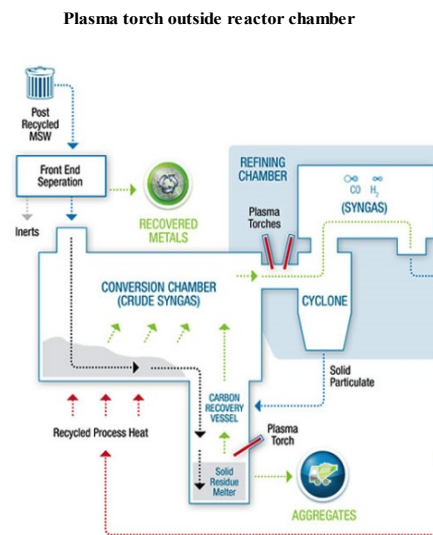 Plasma torch outside reactor chamber
Post
Recycled
MSW
Front End
Seperation
Inerts
RECOVERED
METALS
REFINING
CHAMBER
Plasma
Torches
CO H₂
(SYNGAS)
CONVERSION CHAMBER
(CRUDE SYNGAS)
CYCLONE
Solid
Particulate
CARBON
RECOVERY
VESSEL
Recycled Process Heat
Plasma
Torch
Solid
Residue
Melter
AGGREGATES